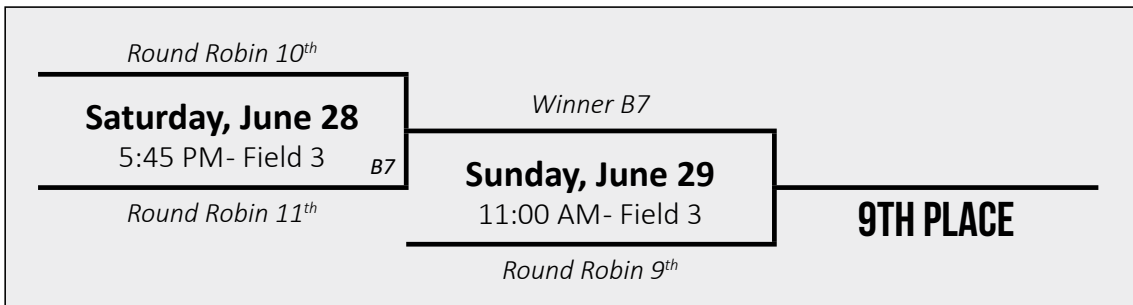 Round Robin 10th
Saturday, June 28
5:45 PM- Field 3
B7
Round Robin 11th
Winner B7
Sunday, June 29
11:00 AM- Field 3
Round Robin 9th
9TH PLACE